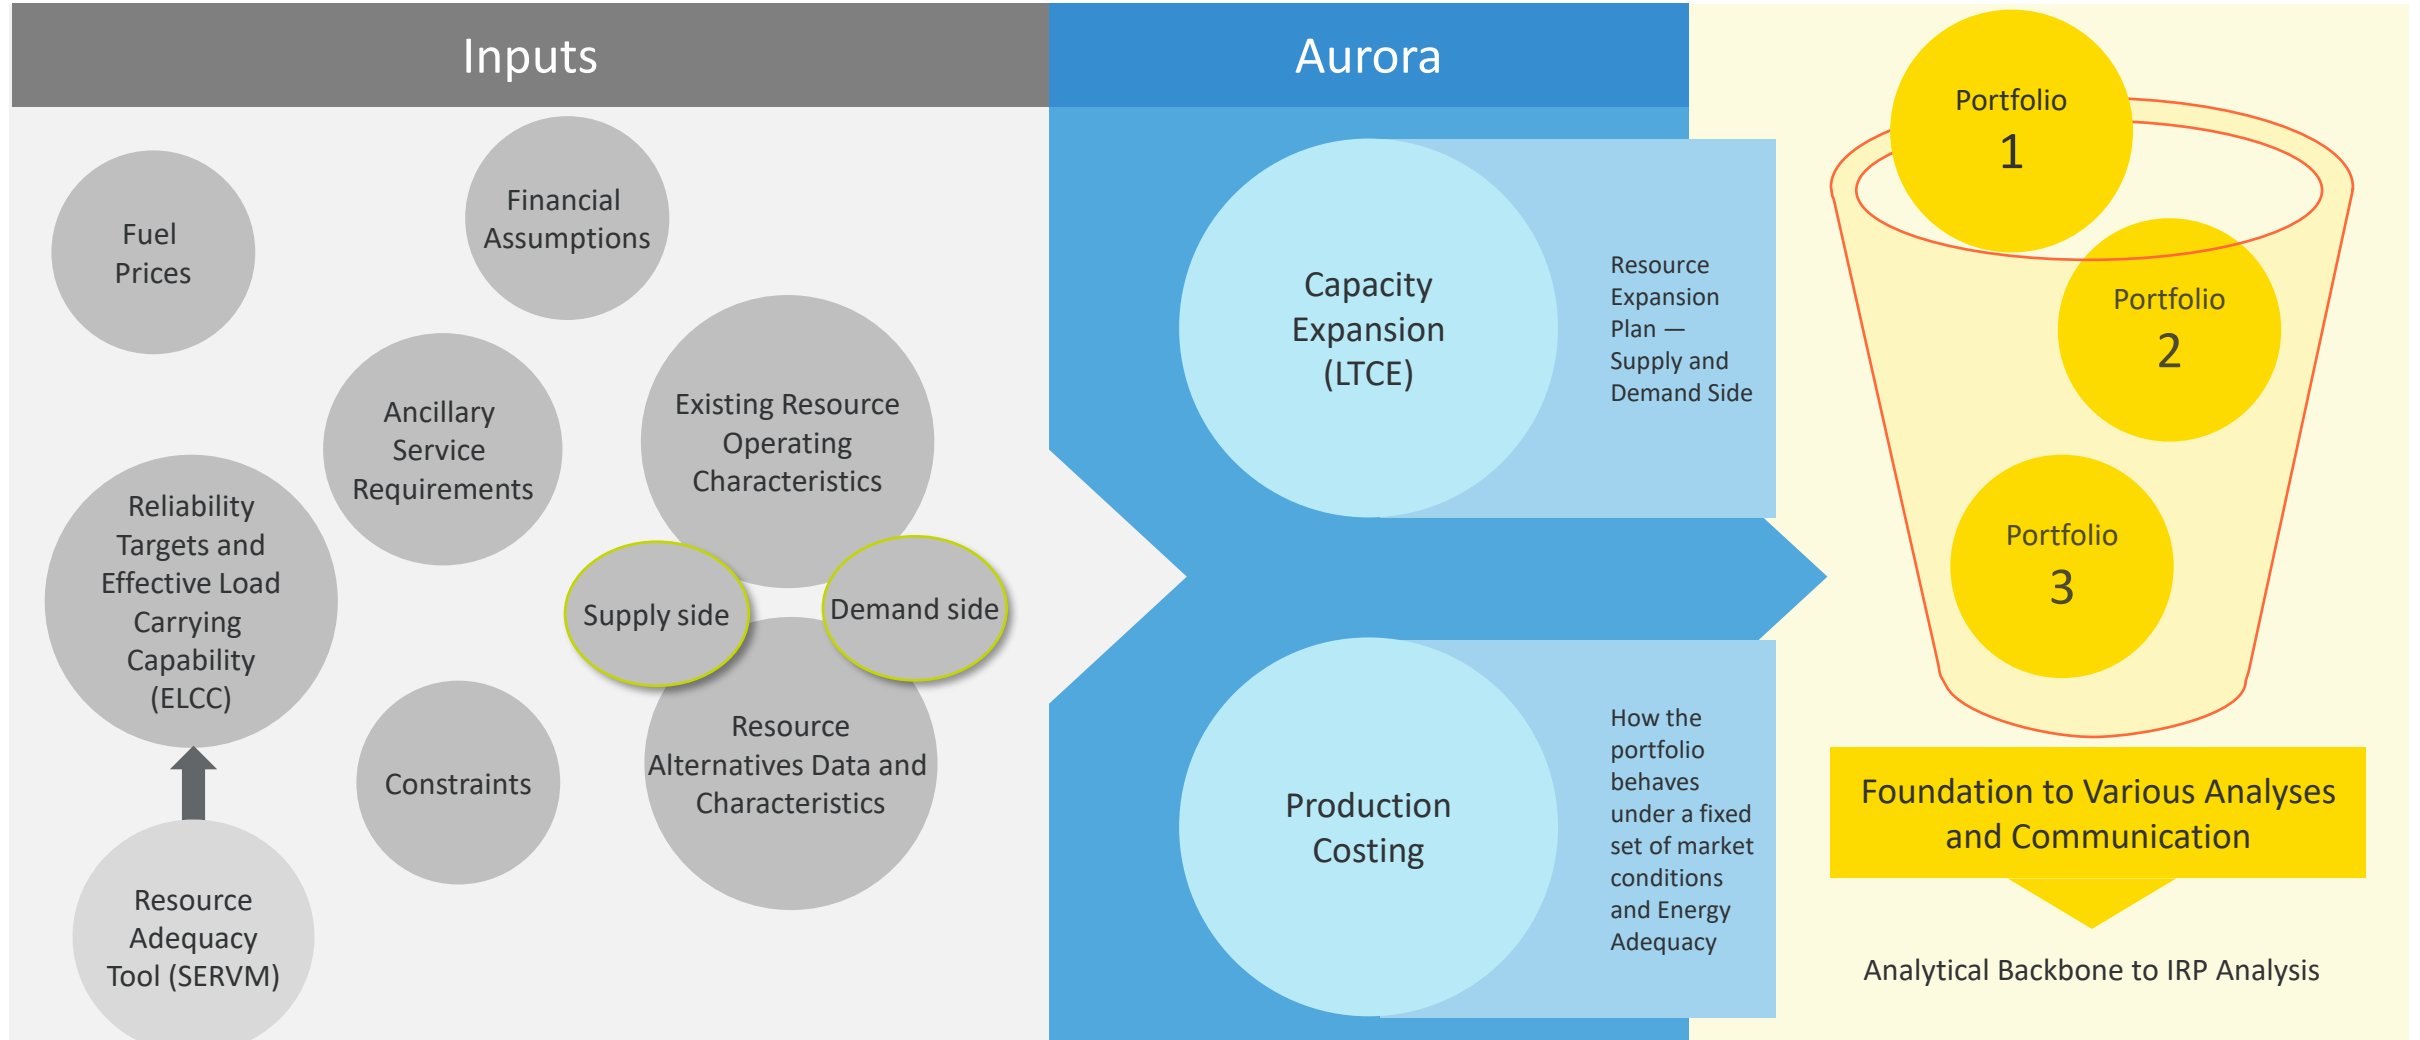 Inputs
Aurora
Fuel
Prices
Financial
Assumptions
Ancillary
Service
Requirements
Existing Resource
Operating
Characteristics
Reliability
Targets and
Effective Load
Carrying
Capability
(ELCC)
Supply side
Demand side
Constraints
Resource
Alternatives Data and
Characteristics
Resource
Adequacy
Tool (SERVM)
Capacity
Expansion
(LTCE)
Resource
Expansion
Plan —
Supply and
Demand Side
Production
Costing
How the
portfolio
behaves
under a fixed
set of market
conditions
and Energy
Adequacy
Portfolio
1
Portfolio
2
Portfolio
3
Foundation to Various Analyses
and Communication
Analytical Backbone to IRP Analysis